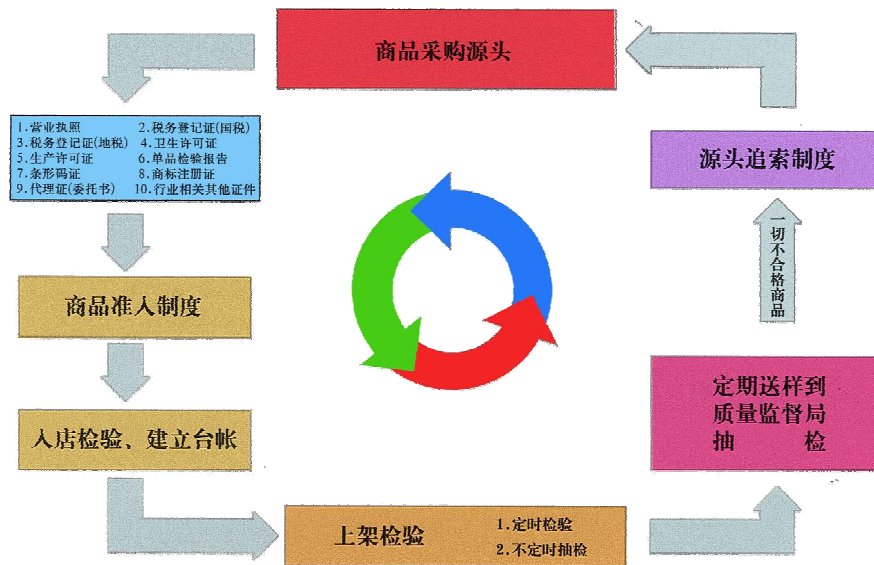 商品采购源头
1.营业执照 2.税务登记证(国税)
3.税务登记证(地税) 4.卫生许可证
5.生产许可证 6.单品检验报告
7.条形码证 8.商标注册证
9.代理证(委托书) 10.行业相关其他证件
商品准入制度
入店检验、建立台帐
上架检验
1.定时检验
2.不定时抽检
定期送样到
质量监督局
抽 检
一切不合格商品
源头追索制度